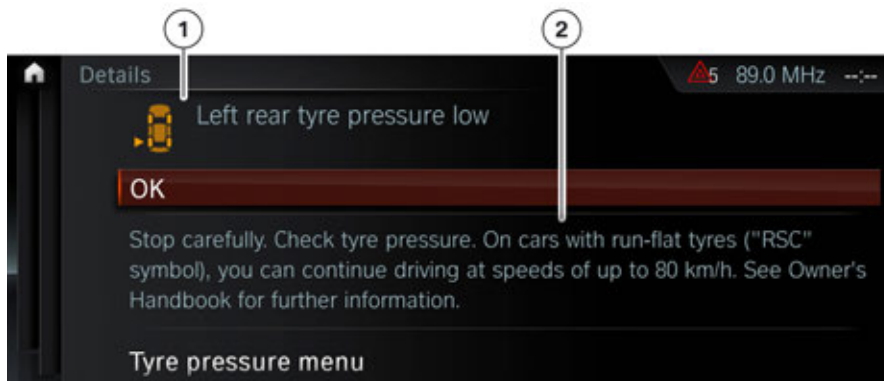 1
2
Details
5 89.0 MHz --:--
Left rear tyre pressure low
OK
Stop carefully. Check tyre pressure. On cars with run-flat tyres ("RSC"
symbol), you can continue driving at speeds of up to 80 km/h. See Owner's
Handbook for further information.
Tyre pressure menu